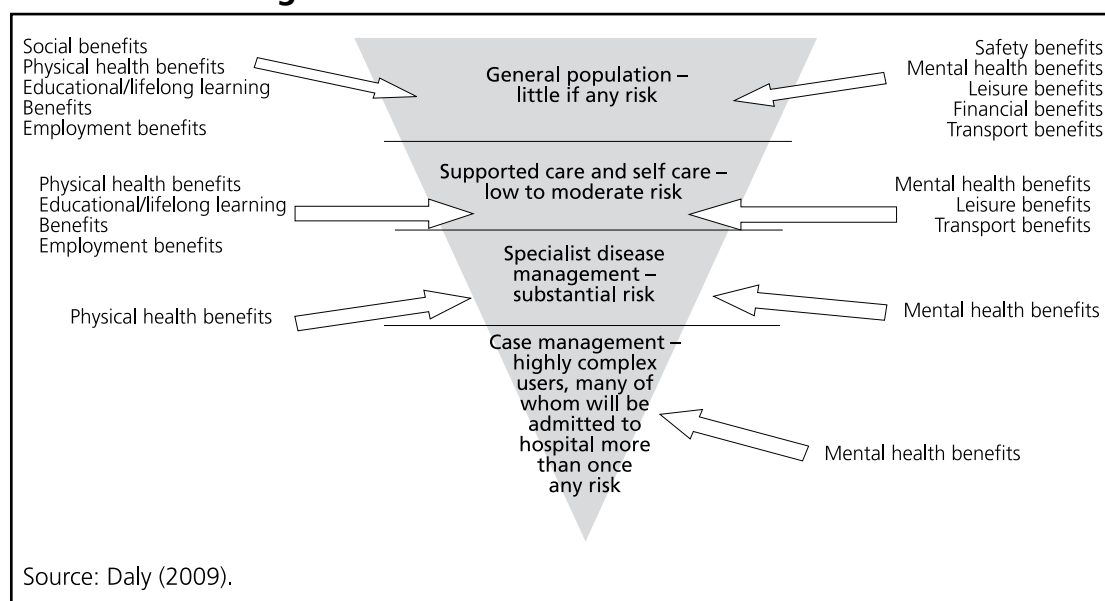 Social benefits
Physical health benefits
Educational/lifelong learning
Benefits
Employment benefits
General population –
little if any risk
Safety benefits
Mental health benefits
Leisure benefits
Financial benefits
Transport benefits
Physical health benefits
Educational/lifelong learning
Benefits
Employment benefits
Supported care and self care –
low to moderate risk
Mental health benefits
Leisure benefits
Transport benefits
Physical health benefits
Specialist disease
management –
substantial risk
Mental health benefits
Case management –
highly complex
users, many of
whom will be
admitted to
hospital more
than once
any risk
Mental health benefits
Source: Daly (2009).